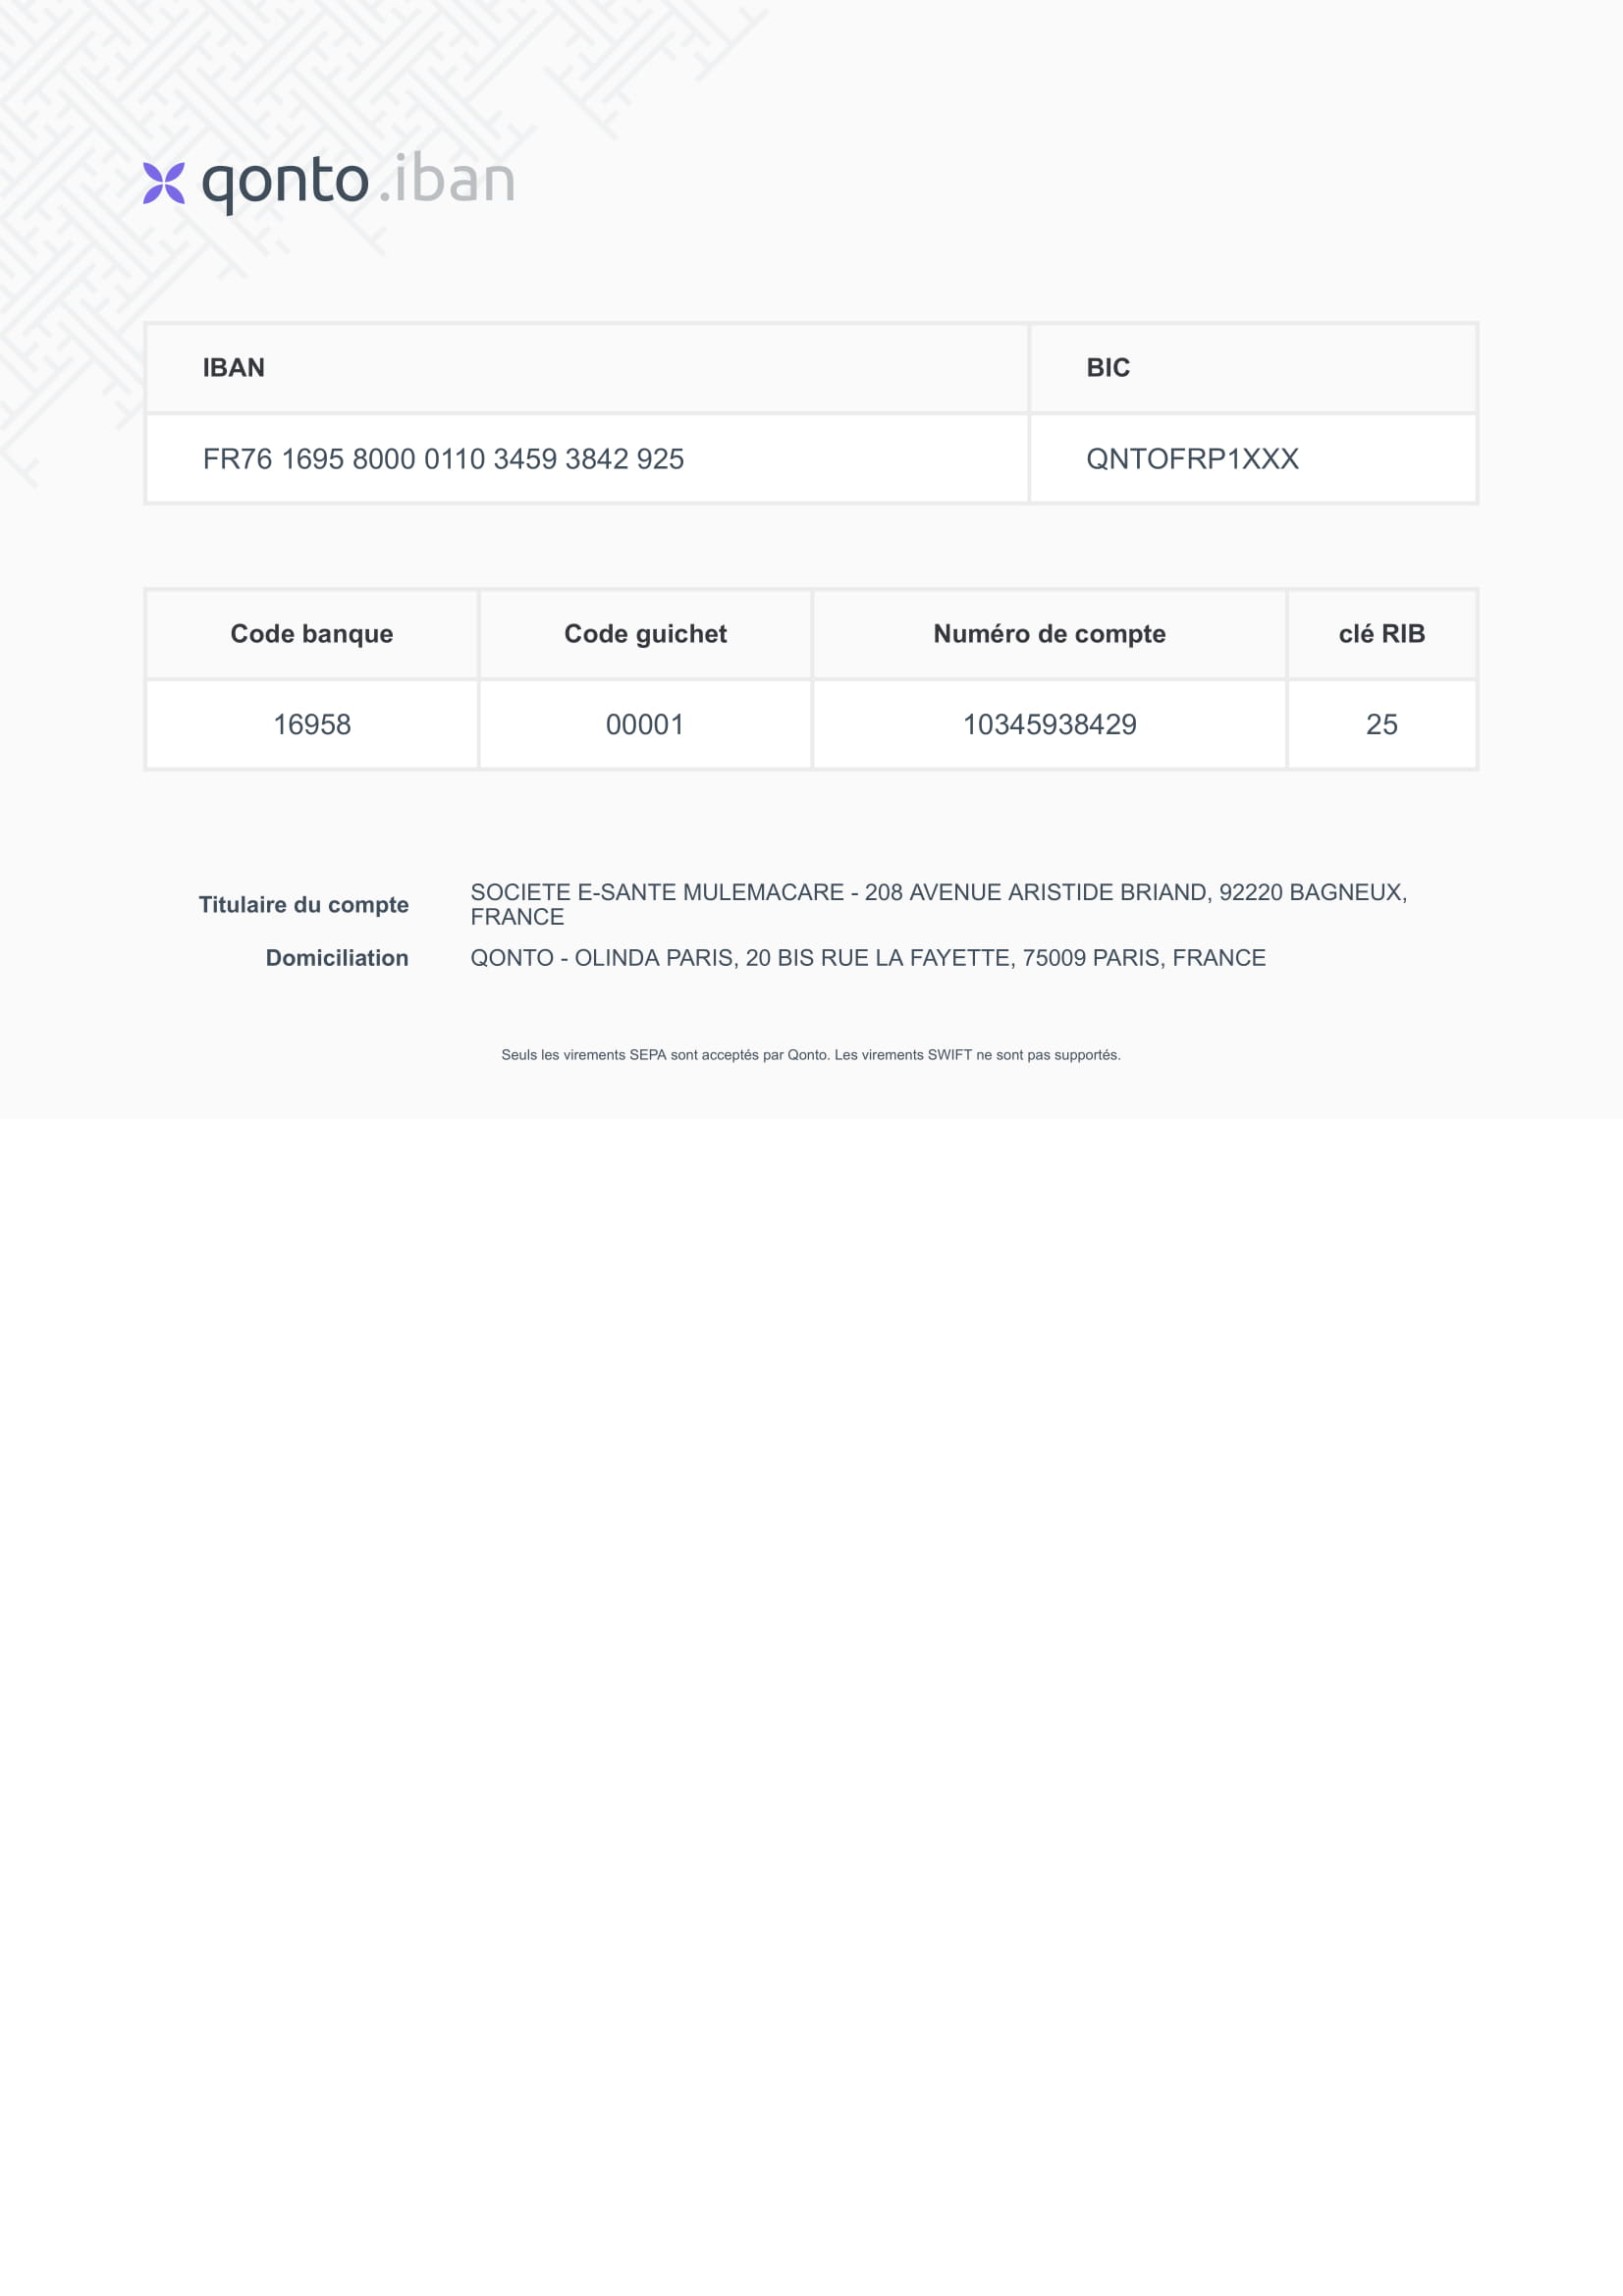 qonto.iban
IBAN BIC
FR76 1695 8000 0110 3459 3842 925 QNTOFRP1XXX
Code banque Code guichet Numéro de compte clé RIB
16958 00001 10345938429 25
Titulaire du compte SOCIETE E-SANTE MULEMACARE - 208 AVENUE ARISTIDE BRIAND, 92220 BAGNEUX,
FRANCE
Domiciliation QONTO - OLINDA PARIS, 20 BIS RUE LA FAYETTE, 75009 PARIS, FRANCE
Seuls les virements SEPA sont acceptés par Qonto. Les virements SWIFT ne sont pas supportés.